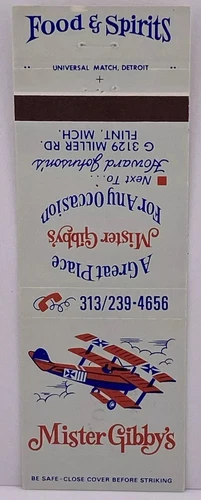 Food & Spirits
UNIVERSAL MATCH, DETROIT
G 3129 MILLER RD.
FLINT, MICH.
Next To...
Howard Johnson's
A Great Place
Mister Gibby's
For Any Occasion
313/239-4656
Mister Gibby's
BE SAFE - CLOSE COVER BEFORE STRIKING